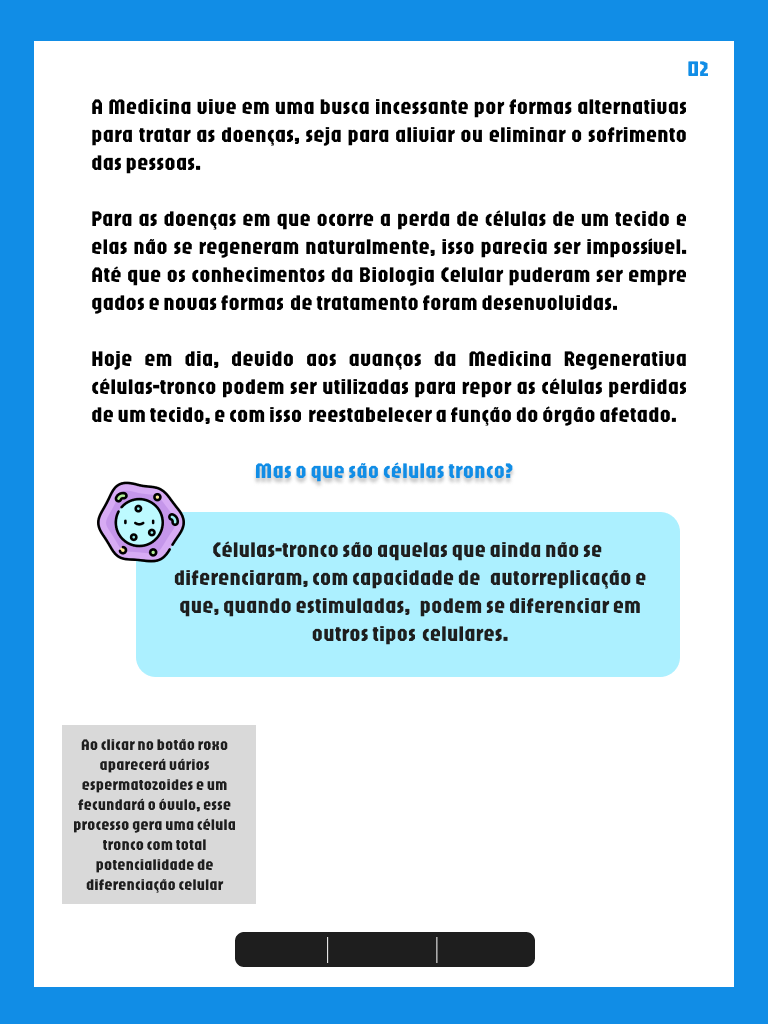 02
A Medicina vive em uma busca incessante por formas alternativas
para tratar as doenças, seja para aliviar ou eliminar o sofrimento
das pessoas.
Para as doenças em que ocorre a perda de células de um tecido e
elas não se regeneram naturalmente, isso parecia ser impossível.
Até que os conhecimentos da Biologia Celular puderam ser empre
gados e novas formas de tratamento foram desenvolvidas.
Hoje em dia, devido aos avanços da Medicina Regenerativa
células-tronco podem ser utilizadas para repor as células perdidas
de um tecido, e com isso reestabelecer a função do órgão afetado.
Mas o que são células tronco?
Células-tronco são aquelas que ainda não se
diferenciaram, com capacidade de autorreplicação e
que, quando estimuladas, podem se diferenciar em
outros tipos celulares.
Ao clicar no botão roxo
aparecerá vários
espermatozoides e um
fecundará o óvulo, esse
processo gera uma célula
tronco com total
potencialidade de
diferenciação celular